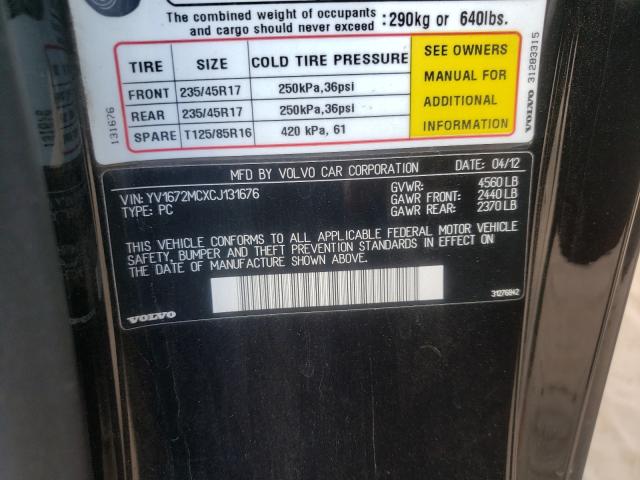 The combined weight of occupants
and cargo should never exceed :290kg or 640lbs.
TIRE SIZE COLD TIRE PRESSURE
FRONT 235/45R17 250kPa,36psi
REAR 235/45R17 250kPa,36psi
SPARE T125/85R16 420 kPa, 61
SEE OWNERS
MANUAL FOR
ADDITIONAL
INFORMATION
131676
VOLVO 31283315
MFD BY VOLVO CAR CORPORATION DATE: 04/12
VIN: YV1672MCXCJ131676
TYPE: PC
GVWR: 4560 LB
GAWR FRONT: 2440 LB
GAWR REAR: 2370 LB
THIS VEHICLE CONFORMS TO ALL APPLICABLE FEDERAL MOTOR VEHICLE
SAFETY, BUMPER AND THEFT PREVENTION STANDARDS IN EFFECT ON
THE DATE OF MANUFACTURE SHOWN ABOVE.
VOLVO
31276942